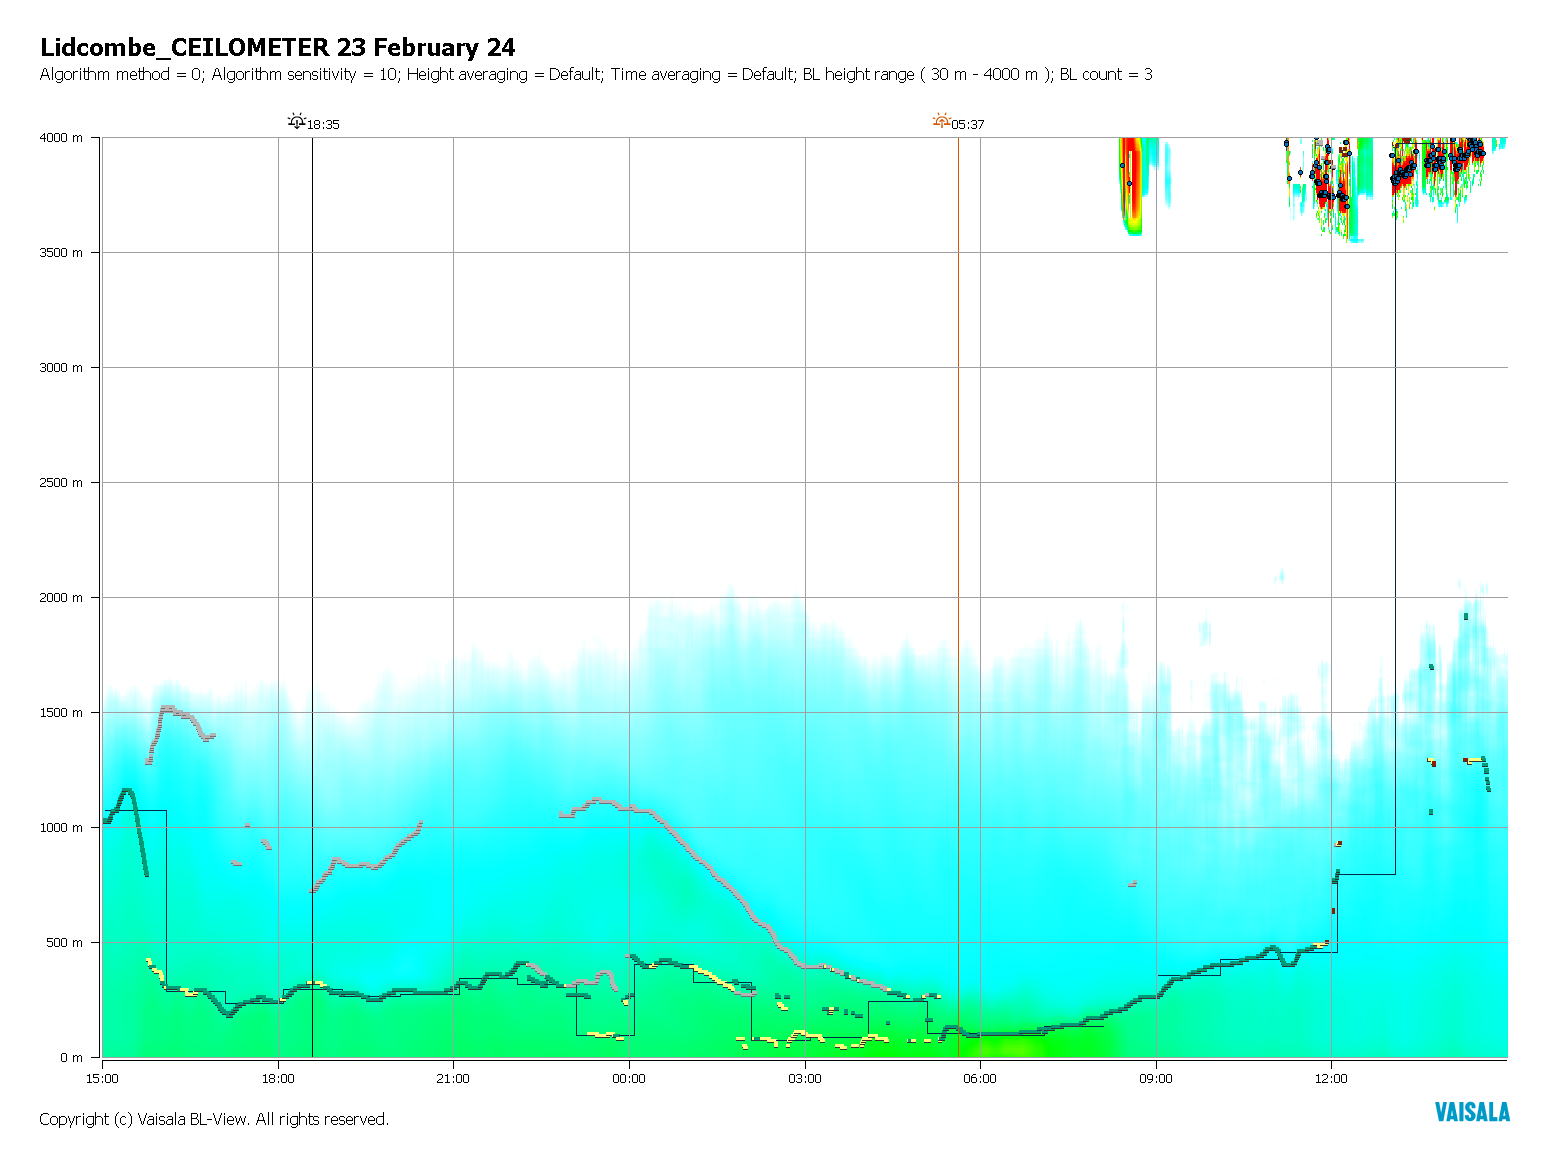 Lidcombe_CEILOMETER 23 February 24
Algorithm method = 0; Algorithm sensitivity = 10; Height averaging = Default; Time averaging = Default; BL height range ( 30 m - 4000 m ); BL count = 3
18:35
05:37
4000 m
3500 m
3000 m
2500 m
2000 m
1500 m
1000 m
500 m
0 m
15:00
18:00
21:00
00:00
03:00
06:00
09:00
12:00
Copyright (c) Vaisala BL-View. All rights reserved.
VAISALA